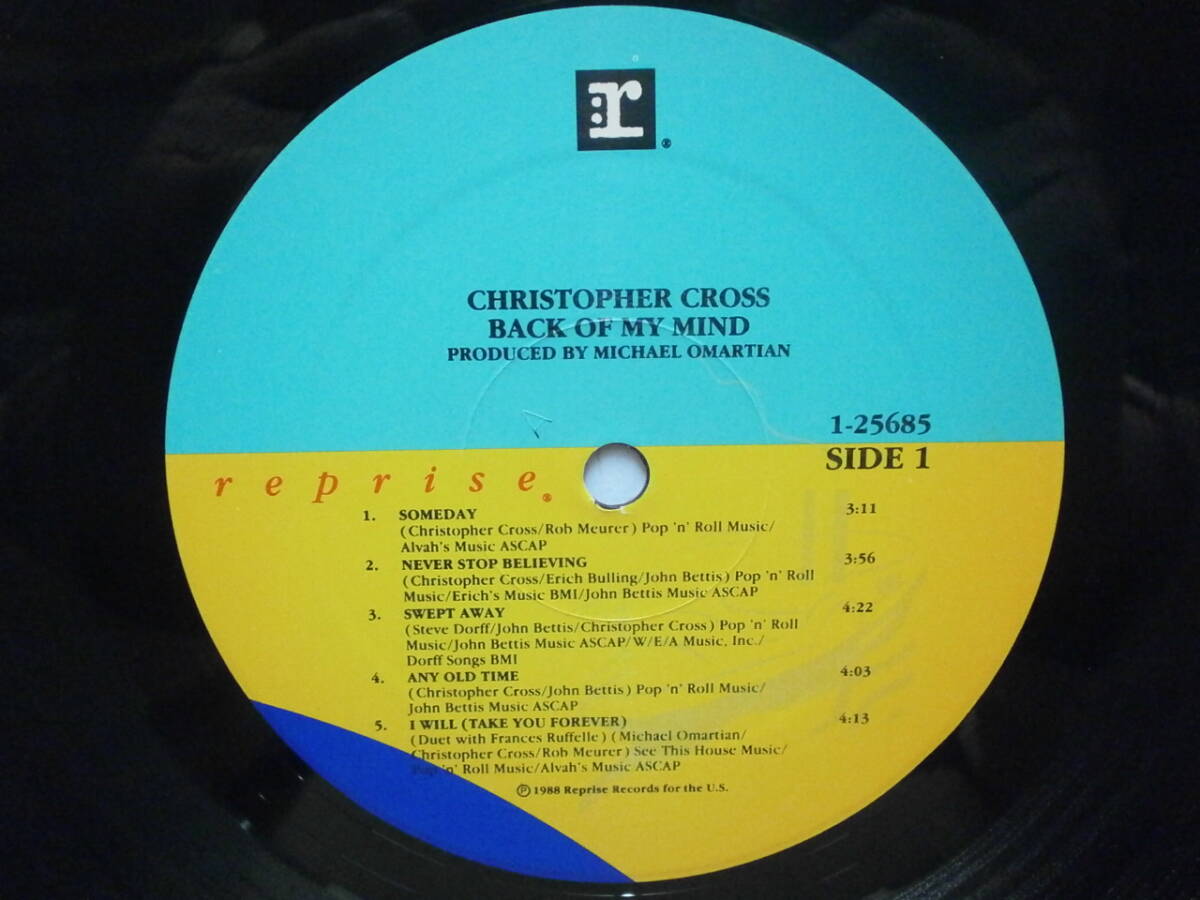 :r
®
CHRISTOPHER CROSS
BACK OF MY MIND
PRODUCED BY MICHAEL OMARTIAN
1-25685
SIDE 1
reprise®
1. SOMEDAY 3:11
(Christopher Cross/Rob Meurer) Pop 'n' Roll Music/
Alvah's Music ASCAP
2. NEVER STOP BELIEVING 3:56
(Christopher Cross/Erich Bulling/John Bettis) Pop 'n' Roll
Music/Erich's Music BMI/John Bettis Music ASCAP
3. SWEPT AWAY 4:22
(Steve Dorff/John Bettis/Christopher Cross) Pop 'n' Roll
Music/John Bettis Music ASCAP/W/E/A Music, Inc./
Dorff Songs BMI
4. ANY OLD TIME 4:03
(Christopher Cross/John Bettis) Pop 'n' Roll Music/
John Bettis Music ASCAP
5. I WILL (TAKE YOU FOREVER) 4:13
(Duet with Frances Ruffelle) (Michael Omartian/
Christopher Cross/Rob Meurer) See This House Music/
Pop 'n' Roll Music/Alvah's Music ASCAP
℗ 1988 Reprise Records for the U.S.
A